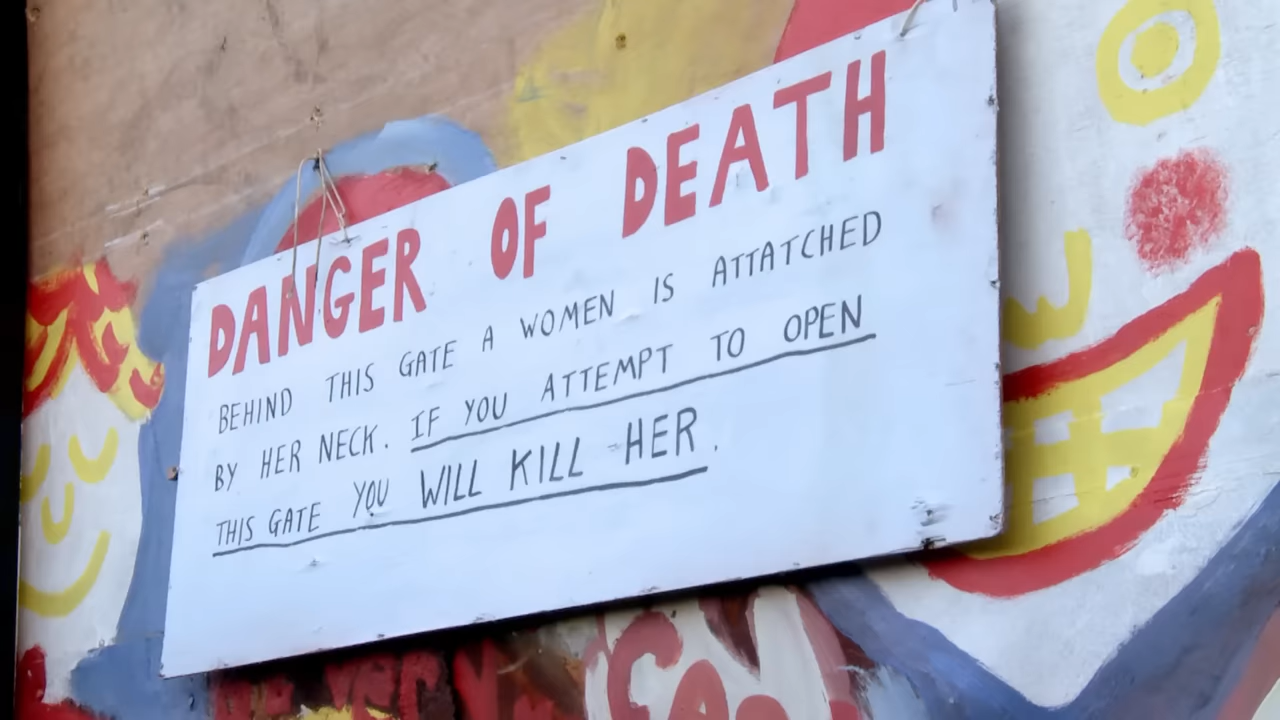 DANGER OF DEATH
BEHIND THIS GATE A WOMEN IS ATTATCHED
BY HER NECK. IF YOU ATTEMPT TO OPEN
THIS GATE YOU WILL KILL HER.